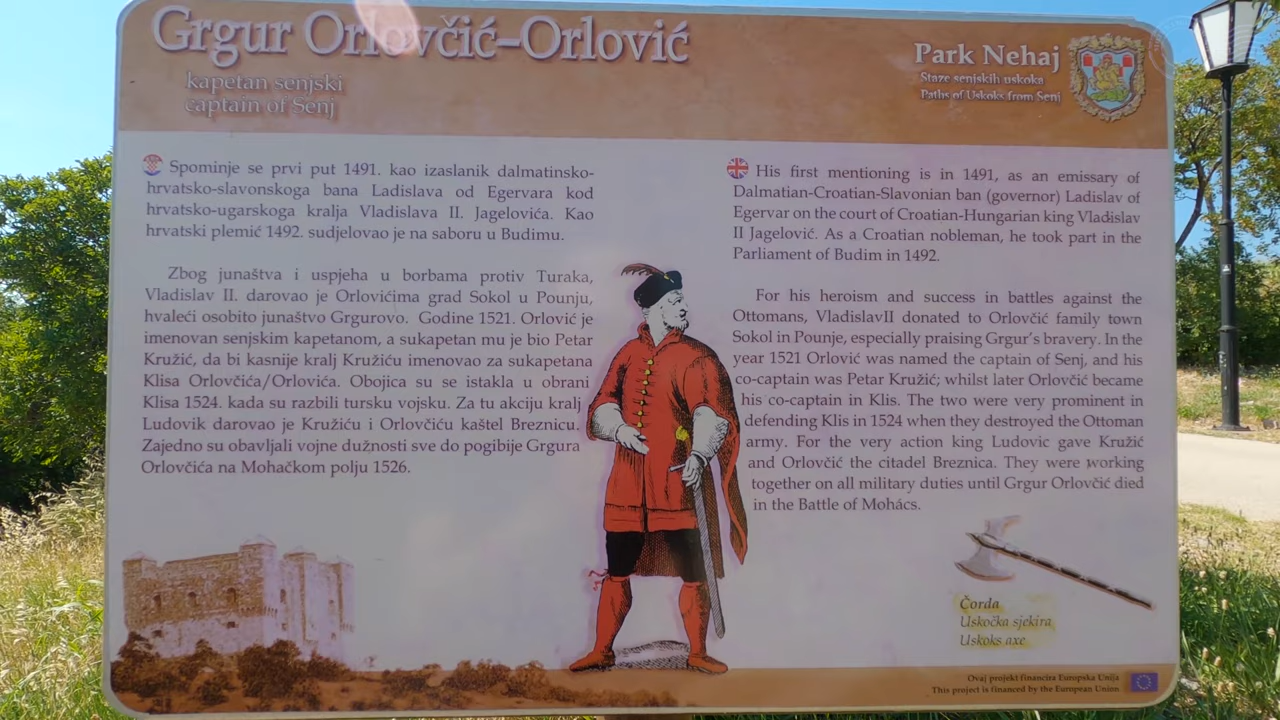 Grgur Orlovčić–Orlović
kapetan senjski
captain of Senj
Park Nehaj
Staze senjskih uskoka
Paths of Uskoks from Senj
Spominje se prvi put 1491. kao izaslanik dalmatinsko-
hrvatsko-slavonskoga bana Ladislava od Egervara kod
hrvatsko-ugarskoga kralja Vladislava II. Jagelovića. Kao
hrvatski plemić 1492. sudjelovao je na saboru u Budimu.
Zbog junaštva i uspjeha u borbama protiv Turaka,
Vladislav II. darovao je Orlovićima grad Sokol u Pounju,
hvaleći osobito junaštvo Grgurovo. Godine 1521. Orlović je
imenovan senjskim kapetanom, a sukapetan mu je bio Petar
Kružić, da bi kasnije kralj Kružiću imenovao za sukapetana
Klisa Orlovčića/Orlovića. Obojica su se istakla u obrani
Klisa 1524. kada su razbili tursku vojsku. Za tu akciju kralj
Ludovik darovao je Kružiću i Orlovčiću kaštel Breznicu.
Zajedno su obavljali vojne dužnosti sve do pogibije Grgura
Orlovčića na Mohačkom polju 1526.
His first mentioning is in 1491, as an emissary of
Dalmatian-Croatian-Slavonian ban (governor) Ladislav of
Egervar on the court of Croatian-Hungarian king Vladislav
II Jagelović. As a Croatian nobleman, he took part in the
Parliament of Budim in 1492.
For his heroism and success in battles against the
Ottomans, VladislavII donated to Orlovčić family town
Sokol in Pounje, especially praising Grgur's bravery. In the
year 1521 Orlović was named the captain of Senj, and his
co-captain was Petar Kružić; whilst later Orlovčić became
his co-captain in Klis. The two were very prominent in
defending Klis in 1524 when they destroyed the Ottoman
army. For the very action king Ludovic gave Kružić
and Orlovčić the citadel Breznica. They were working
together on all military duties until Grgur Orlovčić died
in the Battle of Mohács.
Čorda
Uskočka sjekira
Uskoks axe
Ovaj projekt financira Europska Unija
This project is financed by the European Union